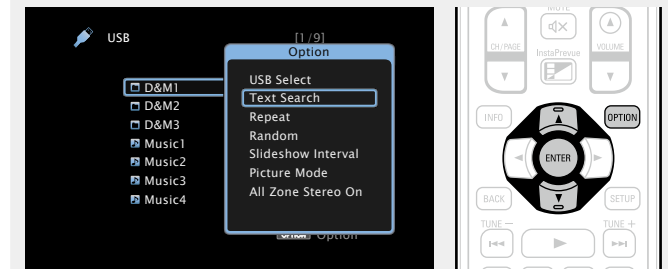 USB
[1 /9]
Option
D&M1
D&M2
D&M3
Music1
Music2
Music3
Music4
USB Select
Text Search
Repeat
Random
Slideshow Interval
Picture Mode
All Zone Stereo On
OPTION Option
MUTE
CH/PAGE
InstaPrevue
VOLUME
INFO
OPTION
ENTER
BACK
SETUP
TUNE –
TUNE +